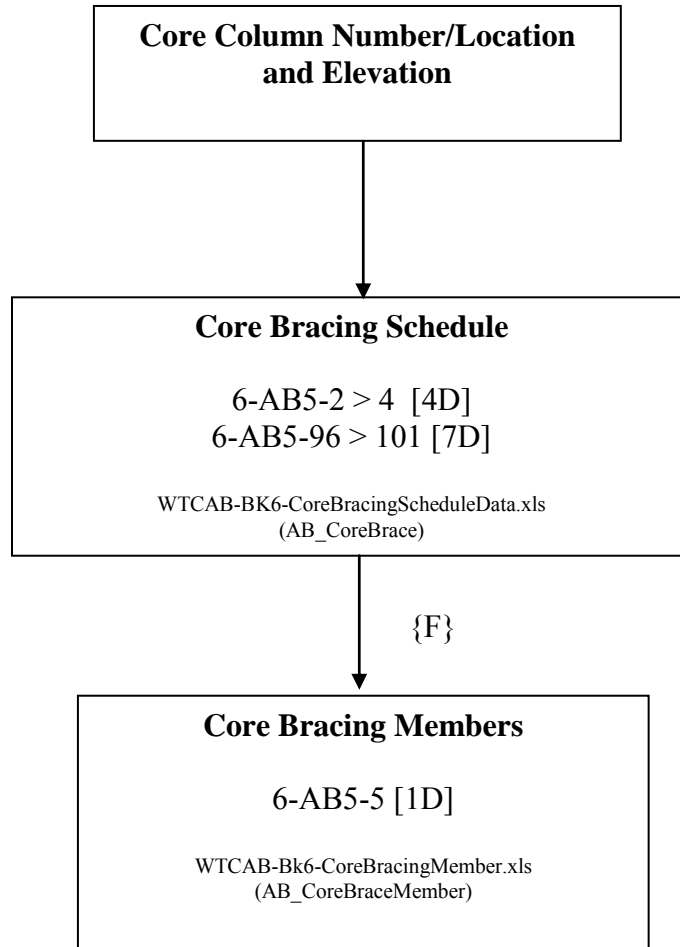 Core Column Number/Location
and Elevation
Core Bracing Schedule
6-AB5-2 > 4 [4D]
6-AB5-96 > 101 [7D]
WTCAB-BK6-CoreBracingScheduleData.xls
(AB_CoreBrace)
{F}
Core Bracing Members
6-AB5-5 [1D]
WTCAB-Bk6-CoreBracingMember.xls
(AB_CoreBraceMember)